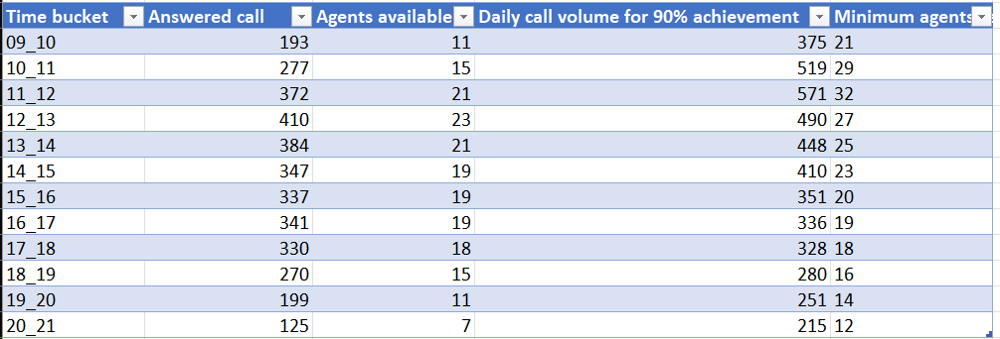 Time bucket Answered call Agents available Daily call volume for 90% achievement Minimum agents
09_10 193 11 375 21
10_11 277 15 519 29
11_12 372 21 571 32
12_13 410 23 490 27
13_14 384 21 448 25
14_15 347 19 410 23
15_16 337 19 351 20
16_17 341 19 336 19
17_18 330 18 328 18
18_19 270 15 280 16
19_20 199 11 251 14
20_21 125 7 215 12